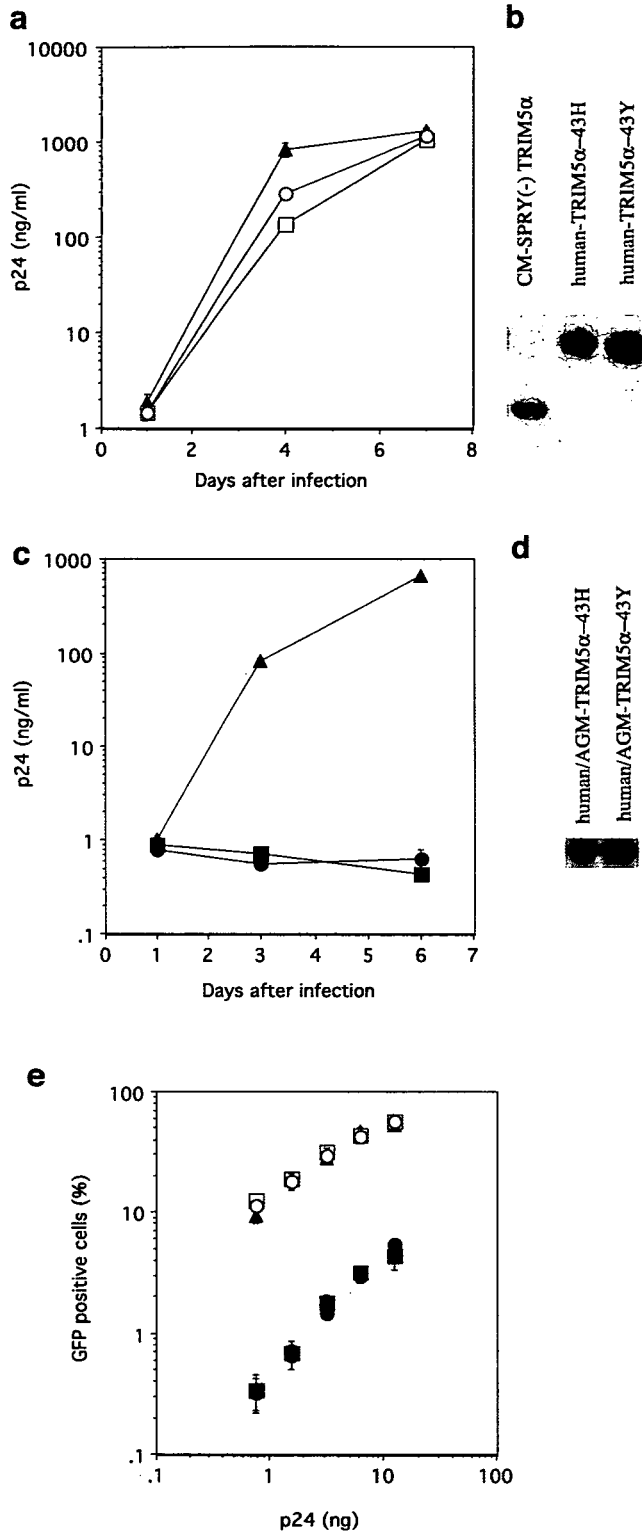 a
10000
1000
100
10
1
p24 (ng/ml)
0 2 4 6 8
Days after infection
b
CM-SPRY(-) TRIM5α
human-TRIM5α-43H
human-TRIM5α-43Y
c
1000
100
10
1
.1
p24 (ng/ml)
0 1 2 3 4 5 6 7
Days after infection
d
human/AGM-TRIM5α-43H
human/AGM-TRIM5α-43Y
e
100
10
1
.1
GFP positive cells (%)
.1 1 10 100
p24 (ng)